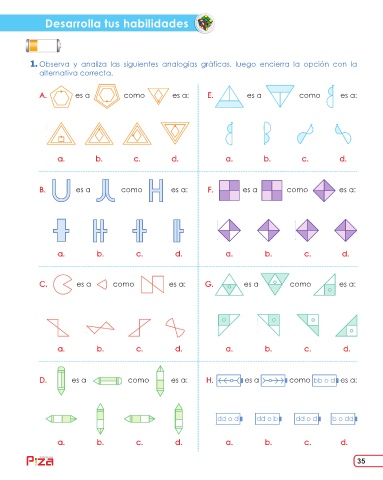 Desarrolla tus habilidades
1. Observa y analiza las siguientes analogías gráficas, luego encierra la opción con la
alternativa correcta.
A. es a como es a:
E. es a como es a:
a. b. c. d.
a. b. c. d.
B. es a como es a:
F. es a como es a:
a. b. c. d.
a. b. c. d.
C. es a como es a:
G. es a como es a:
a. b. c. d.
a. b. c. d.
D. es a como es a:
H. es a como bb o d es a:
dd o d dd o b dd o d b o dd
a. b. c. d.
a. b. c. d.
35